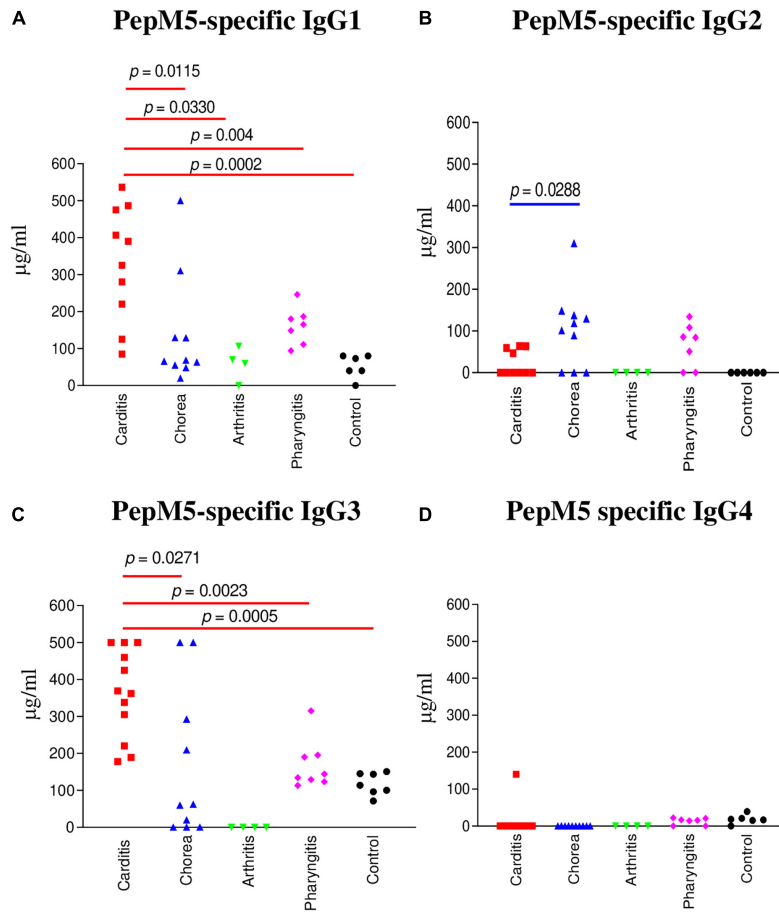 A
PepM5-specific IgG1
p = 0.0115
p = 0.0330
p = 0.004
p = 0.0002
600
500
400
300
200
100
0
µg/ml
Carditis
Chorea
Arthritis
Pharyngitis
Control
B
PepM5-specific IgG2
600
500
400
300
200
100
0
µg/ml
p = 0.0288
Carditis
Chorea
Arthritis
Pharyngitis
Control
C
PepM5-specific IgG3
p = 0.0271
p = 0.0023
p = 0.0005
600
500
400
300
200
100
0
µg/ml
Carditis
Chorea
Arthritis
Pharyngitis
Control
D
PepM5 specific IgG4
600
500
400
300
200
100
0
µg/ml
Carditis
Chorea
Arthritis
Pharyngitis
Control